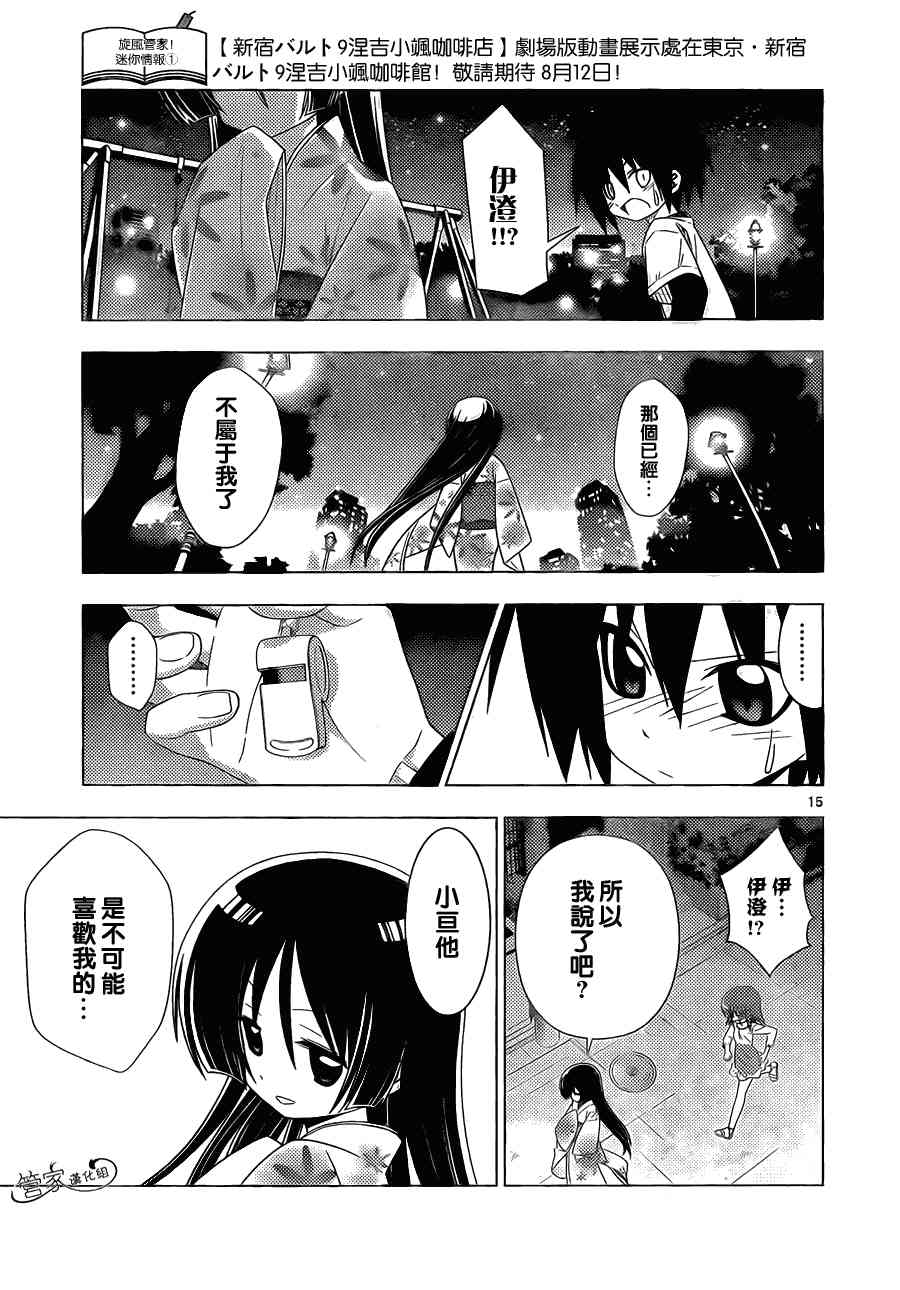 旋風管家!
迷你情報①
【新宿バルト9涅吉小颯咖啡店】劇場版動畫展示處在東京・新宿
バルト9涅吉小颯咖啡館! 敬請期待 8月12日!
伊澄!!?
那個已經…
不屬于我了
………
………
15
伊…
伊澄!?
所以
我說了吧?
小亘他
是不可能
喜歡我的…
管家漢化組